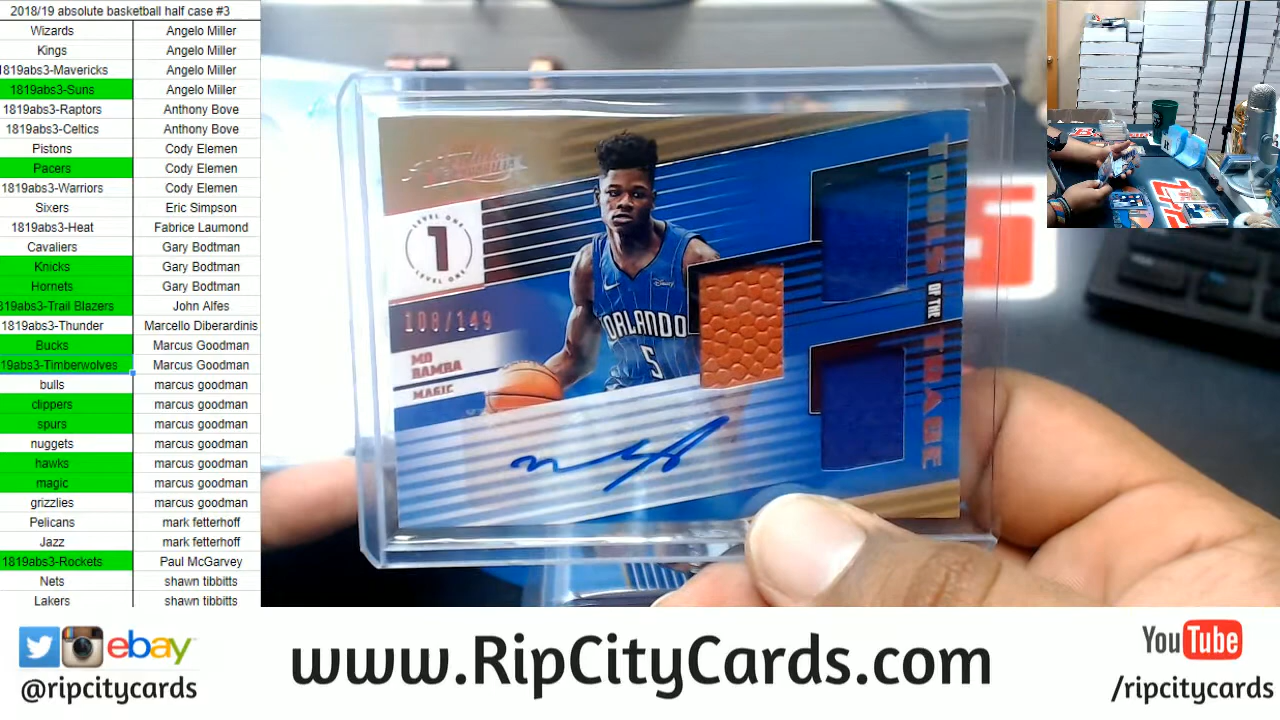 2018/19 absolute basketball half case #3
Wizards Angelo Miller
Kings Angelo Miller
1819abs3-Mavericks Angelo Miller
1819abs3-Suns Angelo Miller
1819abs3-Raptors Anthony Bove
1819abs3-Celtics Anthony Bove
Pistons Cody Elemen
Pacers Cody Elemen
1819abs3-Warriors Cody Elemen
Sixers Eric Simpson
1819abs3-Heat Fabrice Laumond
Cavaliers Gary Bodtman
Knicks Gary Bodtman
Hornets Gary Bodtman
819abs3-Trail Blazers John Alfes
1819abs3-Thunder Marcello Diberardinis
Bucks Marcus Goodman
19abs3-Timberwolves Marcus Goodman
bulls marcus goodman
clippers marcus goodman
spurs marcus goodman
nuggets marcus goodman
hawks marcus goodman
magic marcus goodman
grizzlies marcus goodman
Pelicans mark fetterhoff
Jazz mark fetterhoff
1819abs3-Rockets Paul McGarvey
Nets shawn tibbitts
Lakers shawn tibbitts
LEVEL ONE
1
LEVEL ONE
108/149
MO
BAMBA
MAGIC
Disney
ORLANDO
5
TOOLS OF THE TRADE
ebay
@ripcitycards
www.RipCityCards.com
YouTube
/ripcitycards